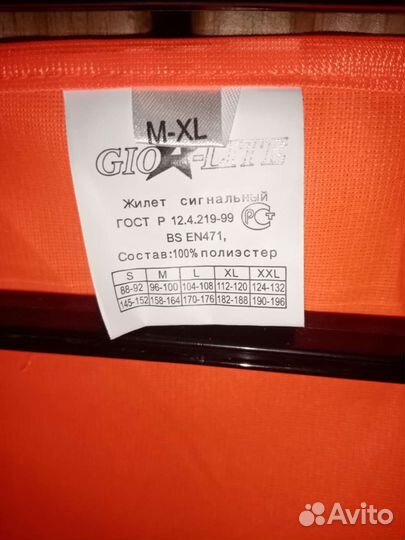 M-XL
GIO★-LITE
Жилет сигнальный
ГОСТ Р 12.4.219-99
BS EN471,
Состав:100% полиэстер
S M L XL XXL
88-92 96-100 104-108 112-120 124-132
145-152 158-164 170-176 182-188 190-196
Avito